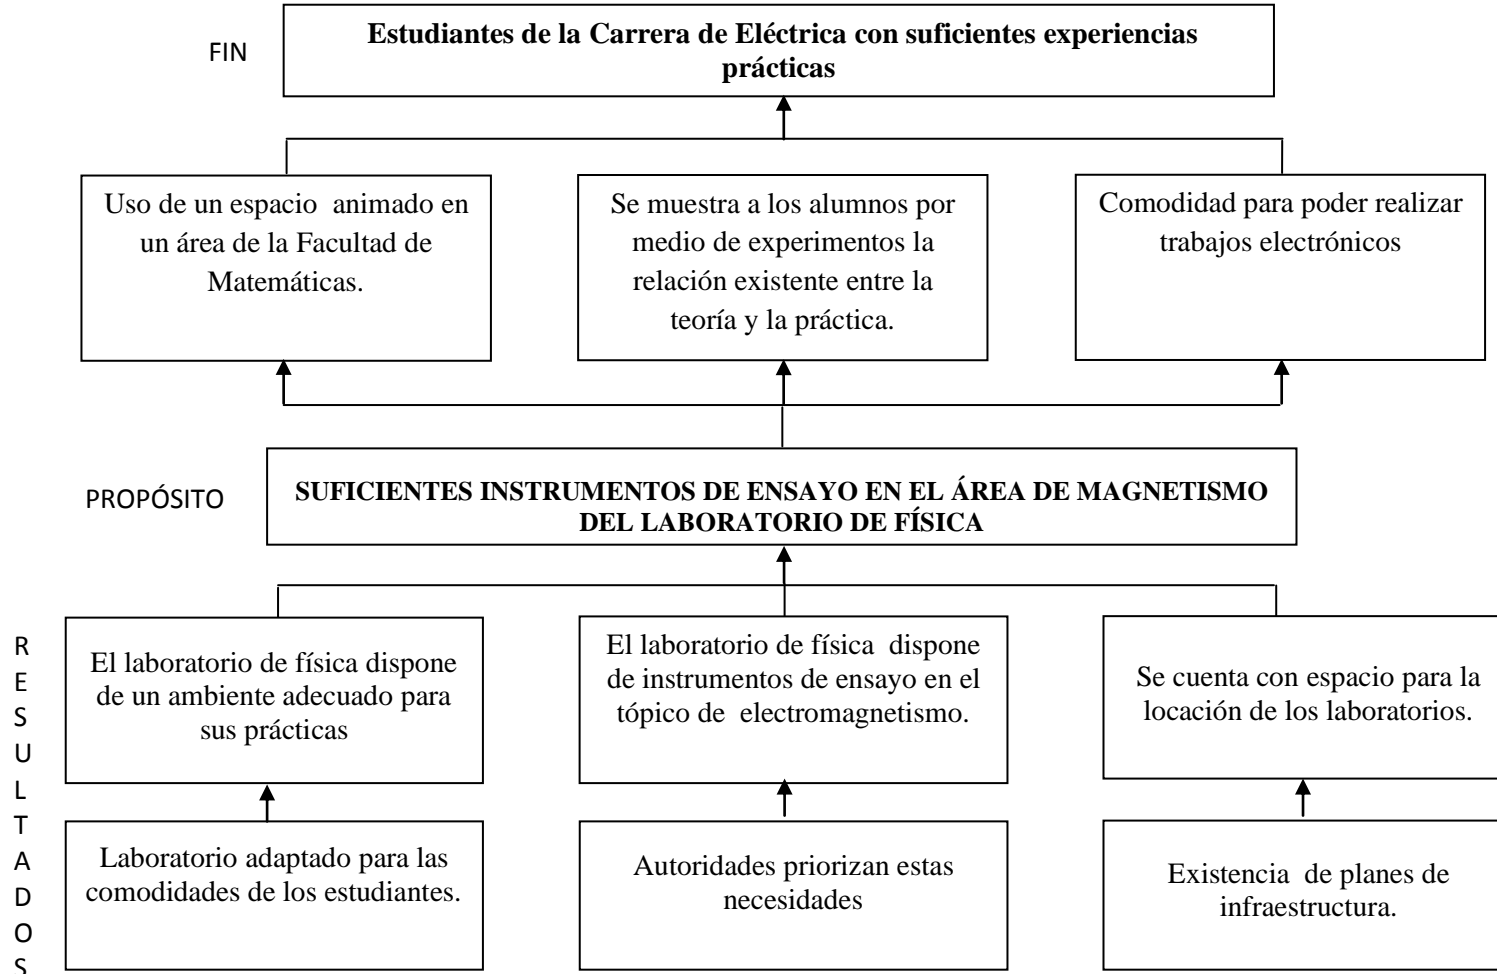 FIN
Estudiantes de la Carrera de Eléctrica con suficientes experiencias
prácticas
Uso de un espacio animado en
un área de la Facultad de
Matemáticas.
Se muestra a los alumnos por
medio de experimentos la
relación existente entre la
teoría y la práctica.
Comodidad para poder realizar
trabajos electrónicos
PROPÓSITO
SUFICIENTES INSTRUMENTOS DE ENSAYO EN EL ÁREA DE MAGNETISMO
DEL LABORATORIO DE FÍSICA
R
E
S
U
L
T
A
D
O
S
El laboratorio de física dispone
de un ambiente adecuado para
sus prácticas
El laboratorio de física dispone
de instrumentos de ensayo en el
tópico de electromagnetismo.
Se cuenta con espacio para la
locación de los laboratorios.
Laboratorio adaptado para las
comodidades de los estudiantes.
Autoridades priorizan estas
necesidades
Existencia de planes de
infraestructura.